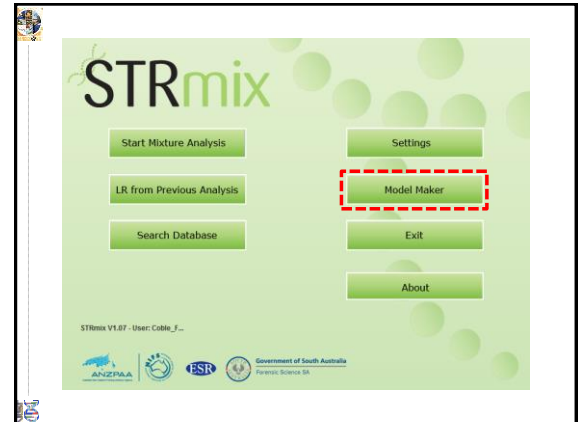 STRmix
Start Mixture Analysis
Settings
LR from Previous Analysis
Model Maker
Search Database
Exit
About
STRmix V1.07 - User: Coble_F...
ANZPAA
ESR
Government of South Australia
Forensic Science SA